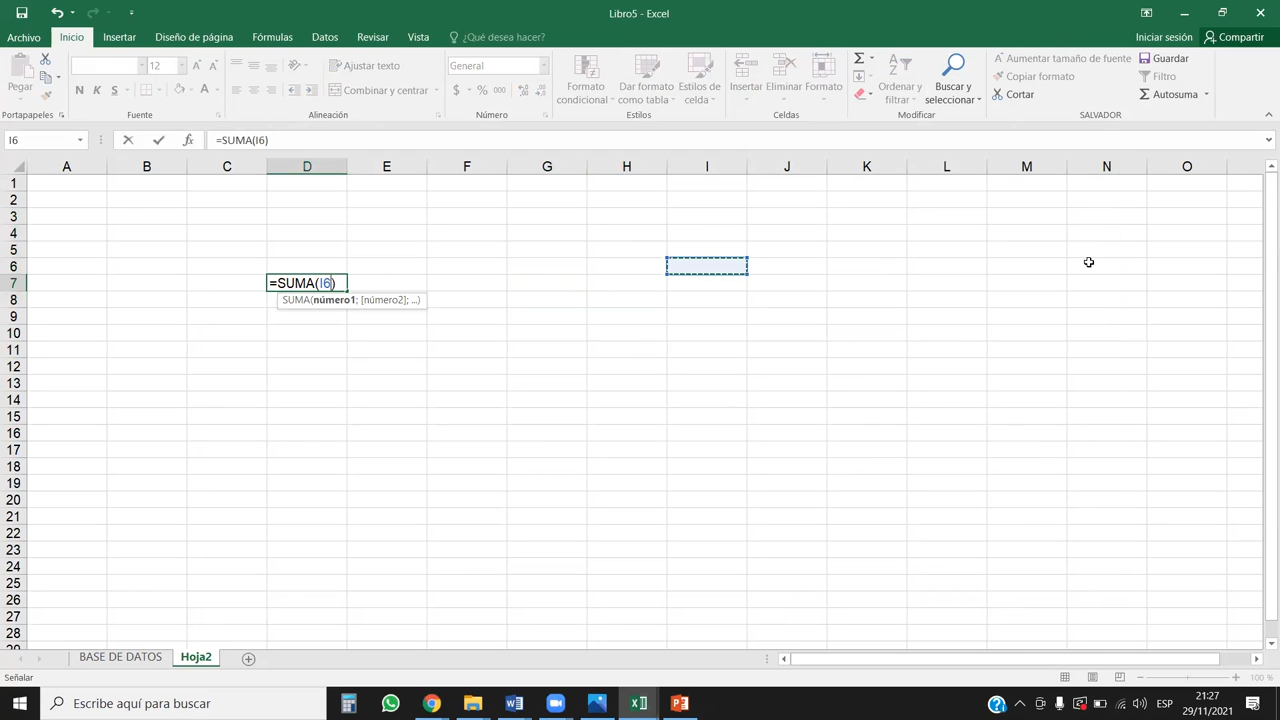 Libro5 - Excel
Archivo Inicio Insertar Diseño de página Fórmulas Datos Revisar Vista ¿Qué desea hacer? Iniciar sesión Compartir
Pegar
12
N K S
Ajustar texto
Combinar y centrar
General
$ % 000
Formato condicional
Dar formato como tabla
Estilos de celda
Insertar Eliminar Formato
Ordenar y filtrar
Buscar y seleccionar
Aumentar tamaño de fuente
Copiar formato
Cortar
Guardar
Filtro
Autosuma
Portapapeles Fuente Alineación Número Estilos Celdas Modificar SALVADOR
I6 fx =SUMA(I6)
A B C D E F G H I J K L M N O
1
2
3
4
5
6
7 =SUMA(I6)
SUMA(número1; [número2]; ...)
8
9
10
11
12
13
14
15
16
17
18
19
20
21
22
23
24
25
26
27
28
29
BASE DE DATOS Hoja2
Señalar 100 %
Escribe aquí para buscar
ESP
21:27
29/11/2021